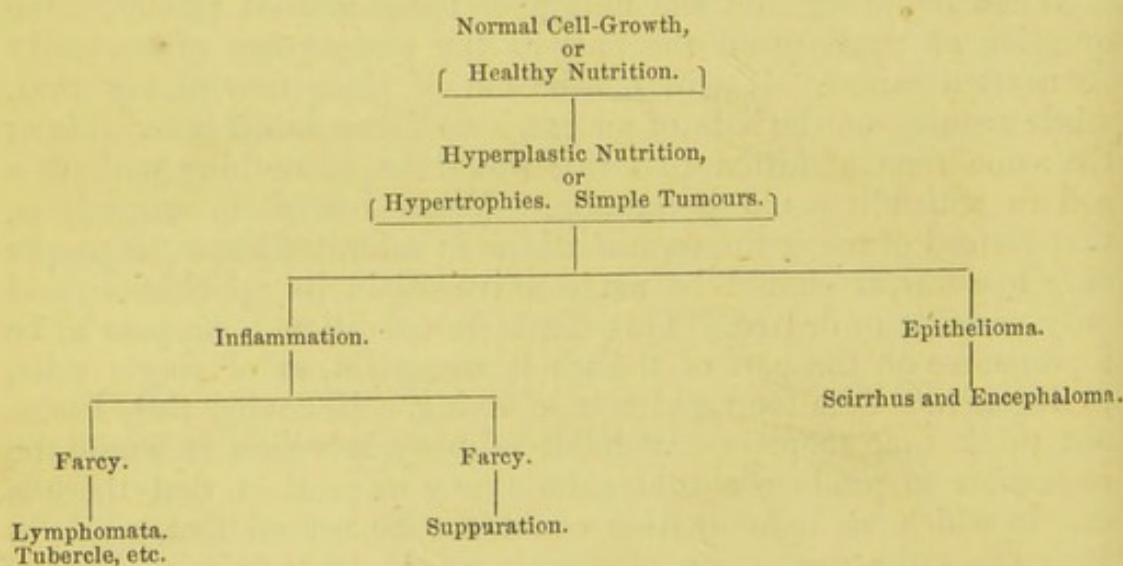 Normal Cell-Growth,
or
Healthy Nutrition.
Hyperplastic Nutrition,
or
Hypertrophies. Simple Tumours.
Inflammation.
Epithelioma.
Scirrhus and Encephaloma.
Farcy.
Farcy.
Lymphomata.
Tubercle, etc.
Suppuration.